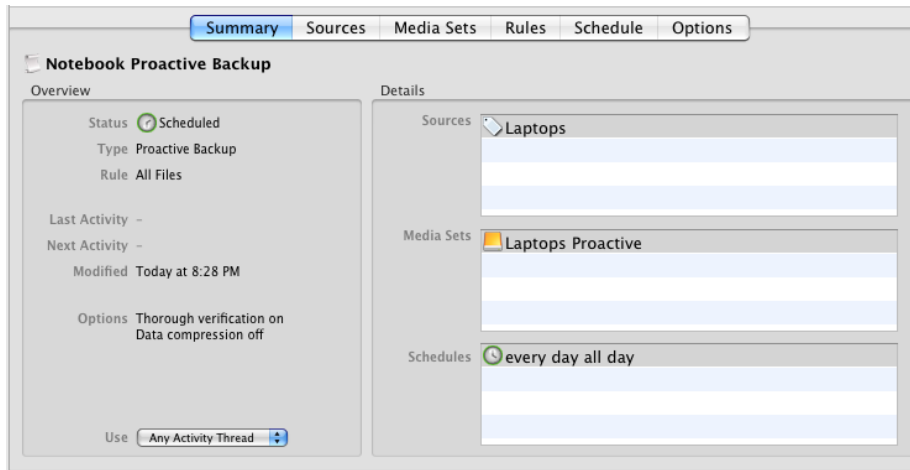 Summary Sources Media Sets Rules Schedule Options
Notebook Proactive Backup
Overview
Status Scheduled
Type Proactive Backup
Rule All Files
Last Activity –
Next Activity –
Modified Today at 8:28 PM
Options Thorough verification on
Data compression off
Use Any Activity Thread
Details
Sources Laptops
Media Sets Laptops Proactive
Schedules every day all day